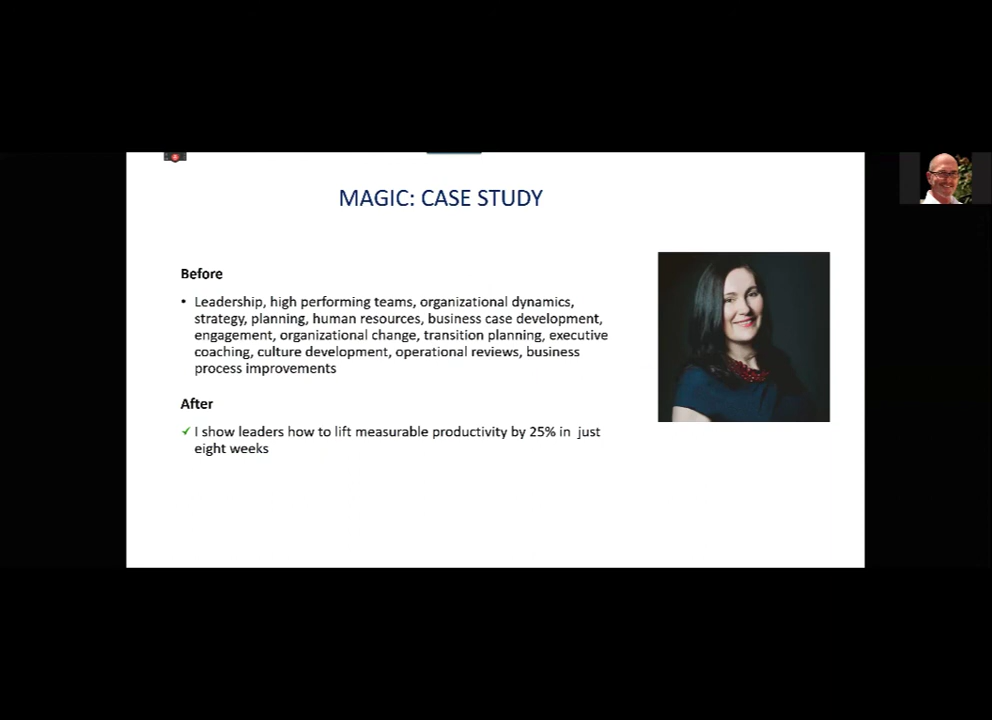 MAGIC: CASE STUDY
Before
• Leadership, high performing teams, organizational dynamics,
strategy, planning, human resources, business case development,
engagement, organizational change, transition planning, executive
coaching, culture development, operational reviews, business
process improvements
After
✓ I show leaders how to lift measurable productivity by 25% in just
eight weeks